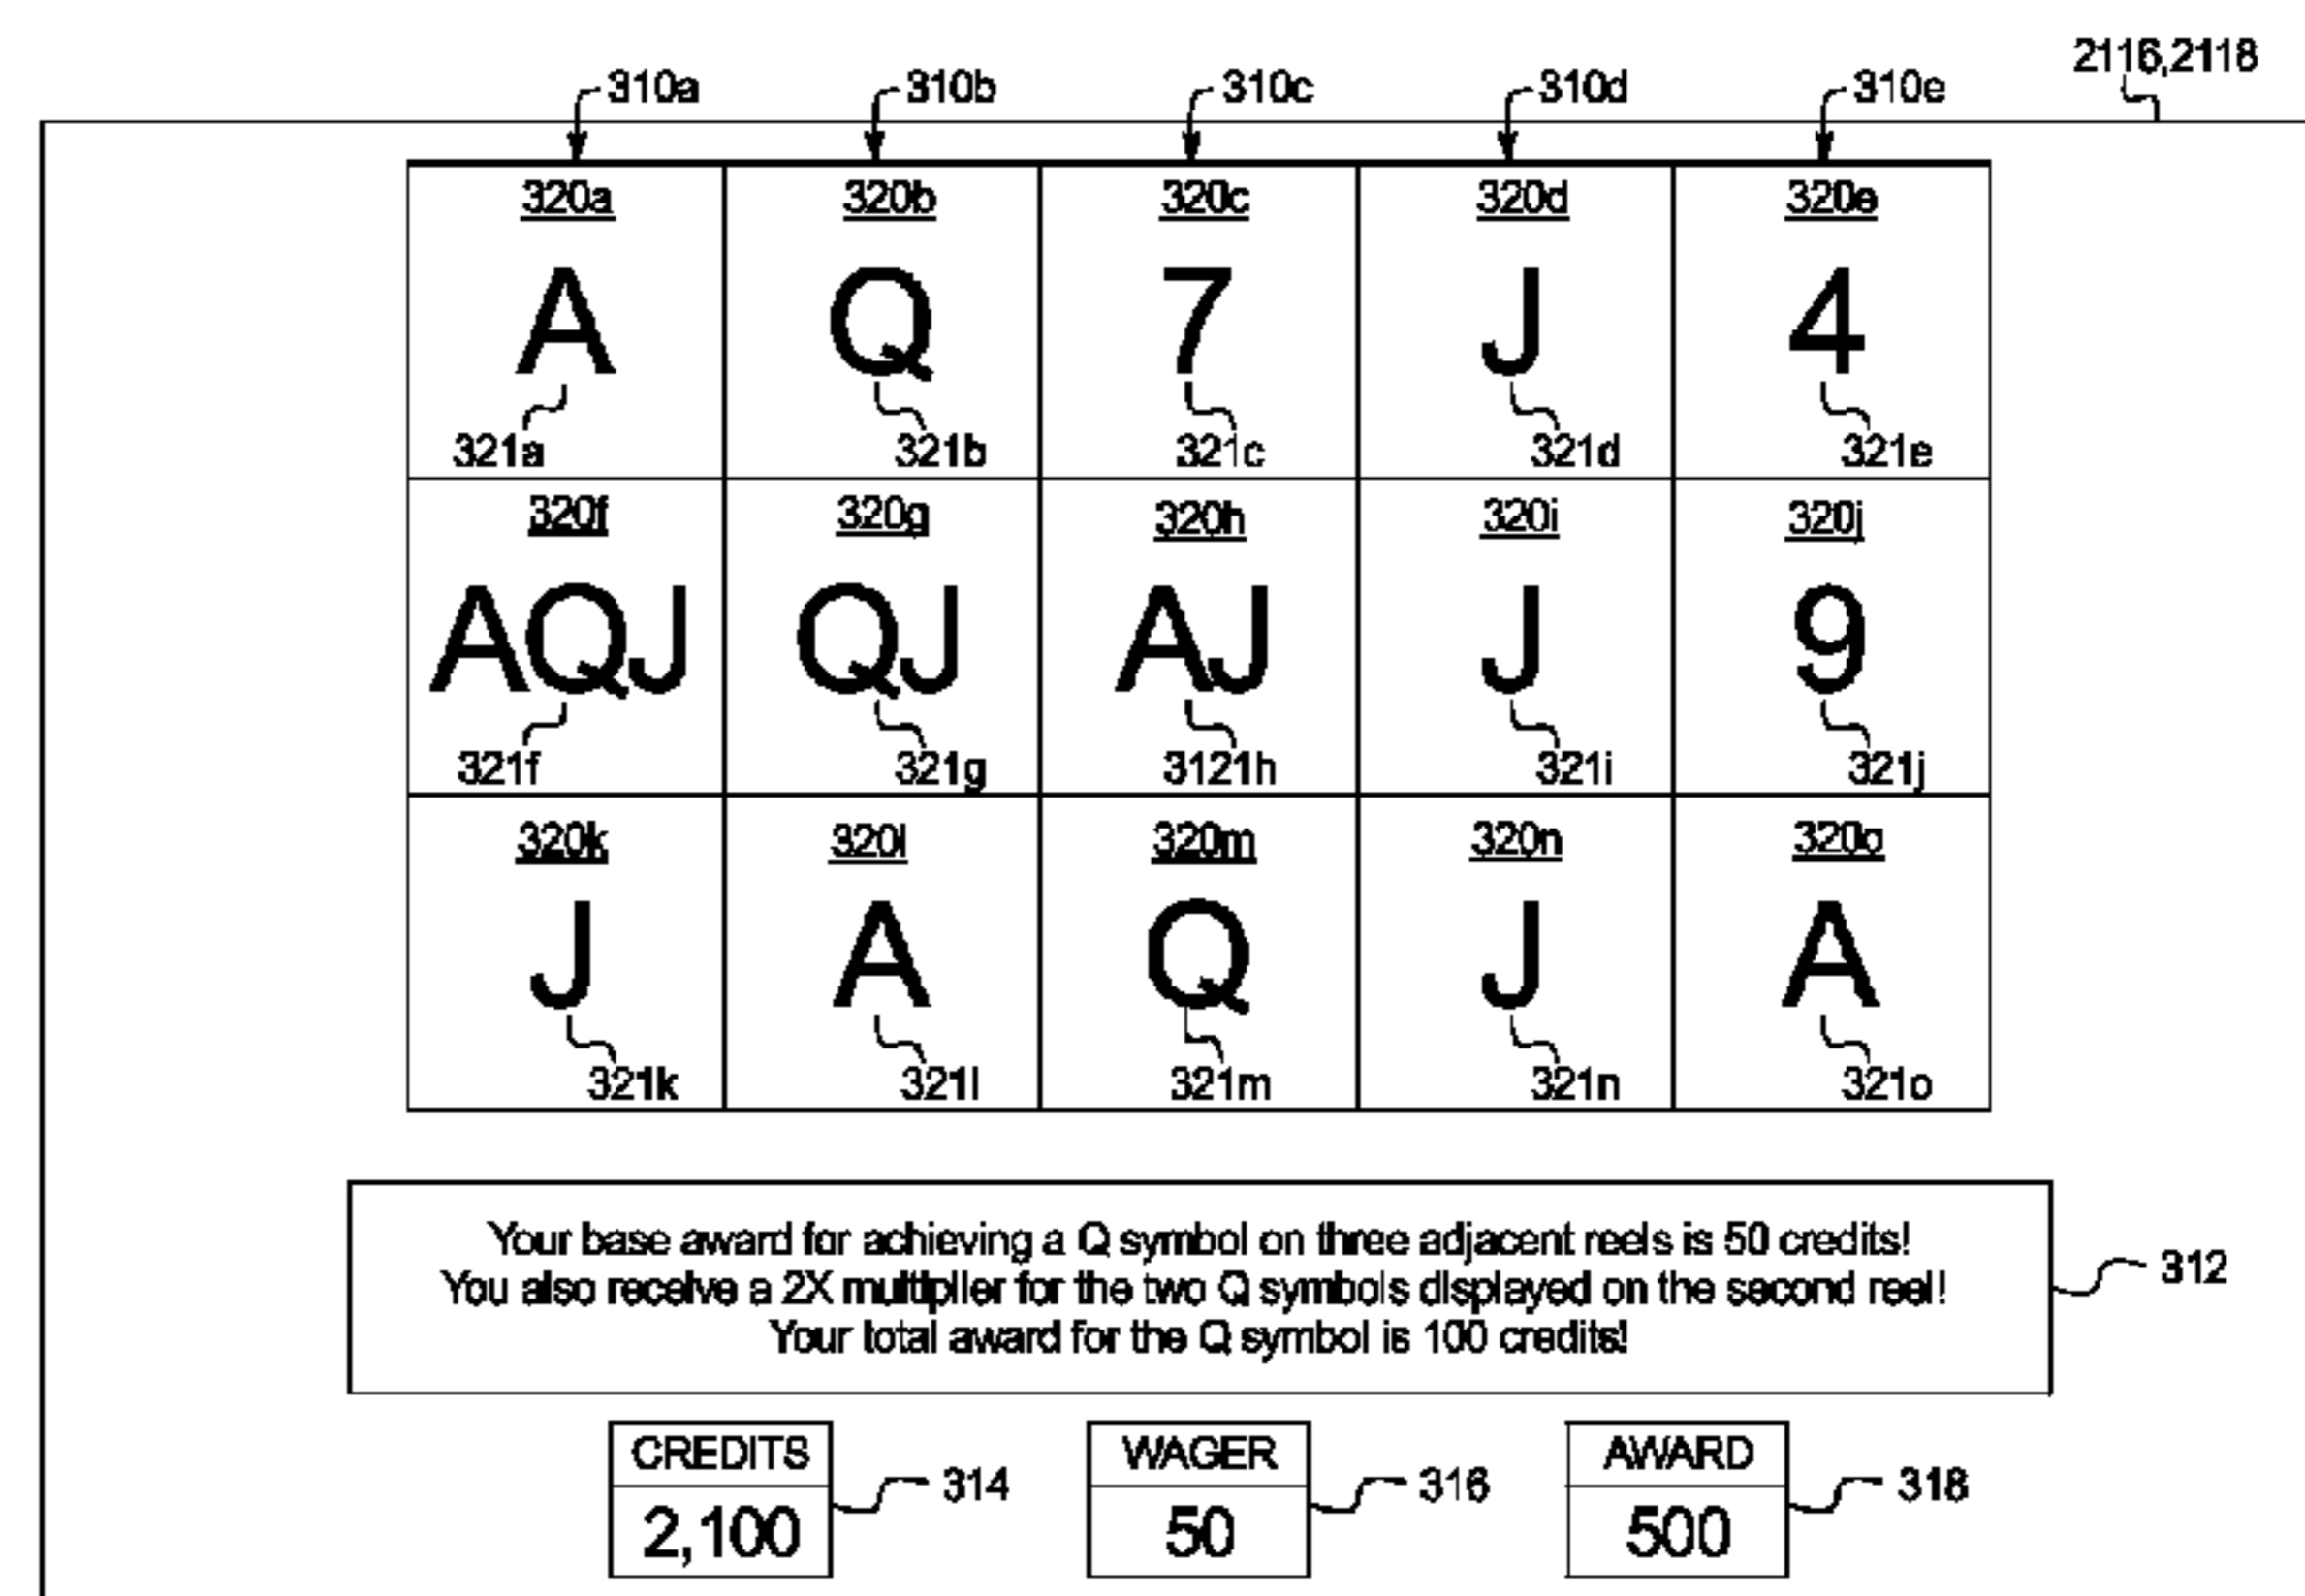 2116,2118
310a 310b 310c 310d 310e
320a 320b 320c 320d 320e
A Q 7 J 4
321a 321b 321c 321d 321e
320f 320g 320h 320i 320j
AQJ QJ AJ J 9
321f 321g 3121h 321i 321j
320k 320l 320m 320n 320o
J A Q J A
321k 321l 321m 321n 321o
Your base award for achieving a Q symbol on three adjacent reels is 50 credits!
You also receive a 2X multiplier for the two Q symbols displayed on the second reel!
Your total award for the Q symbol is 100 credits!
312
CREDITS WAGER AWARD
314 316 318
2,100 50 500